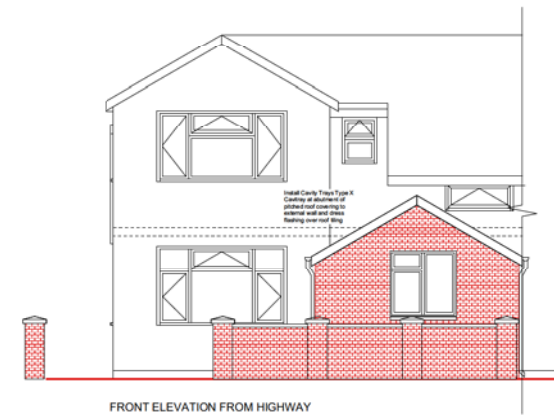 Install Cavity Trays Type X
Cavitray at abutment of
pitched roof covering to
external wall and dress
flashing over roof tiling
FRONT ELEVATION FROM HIGHWAY